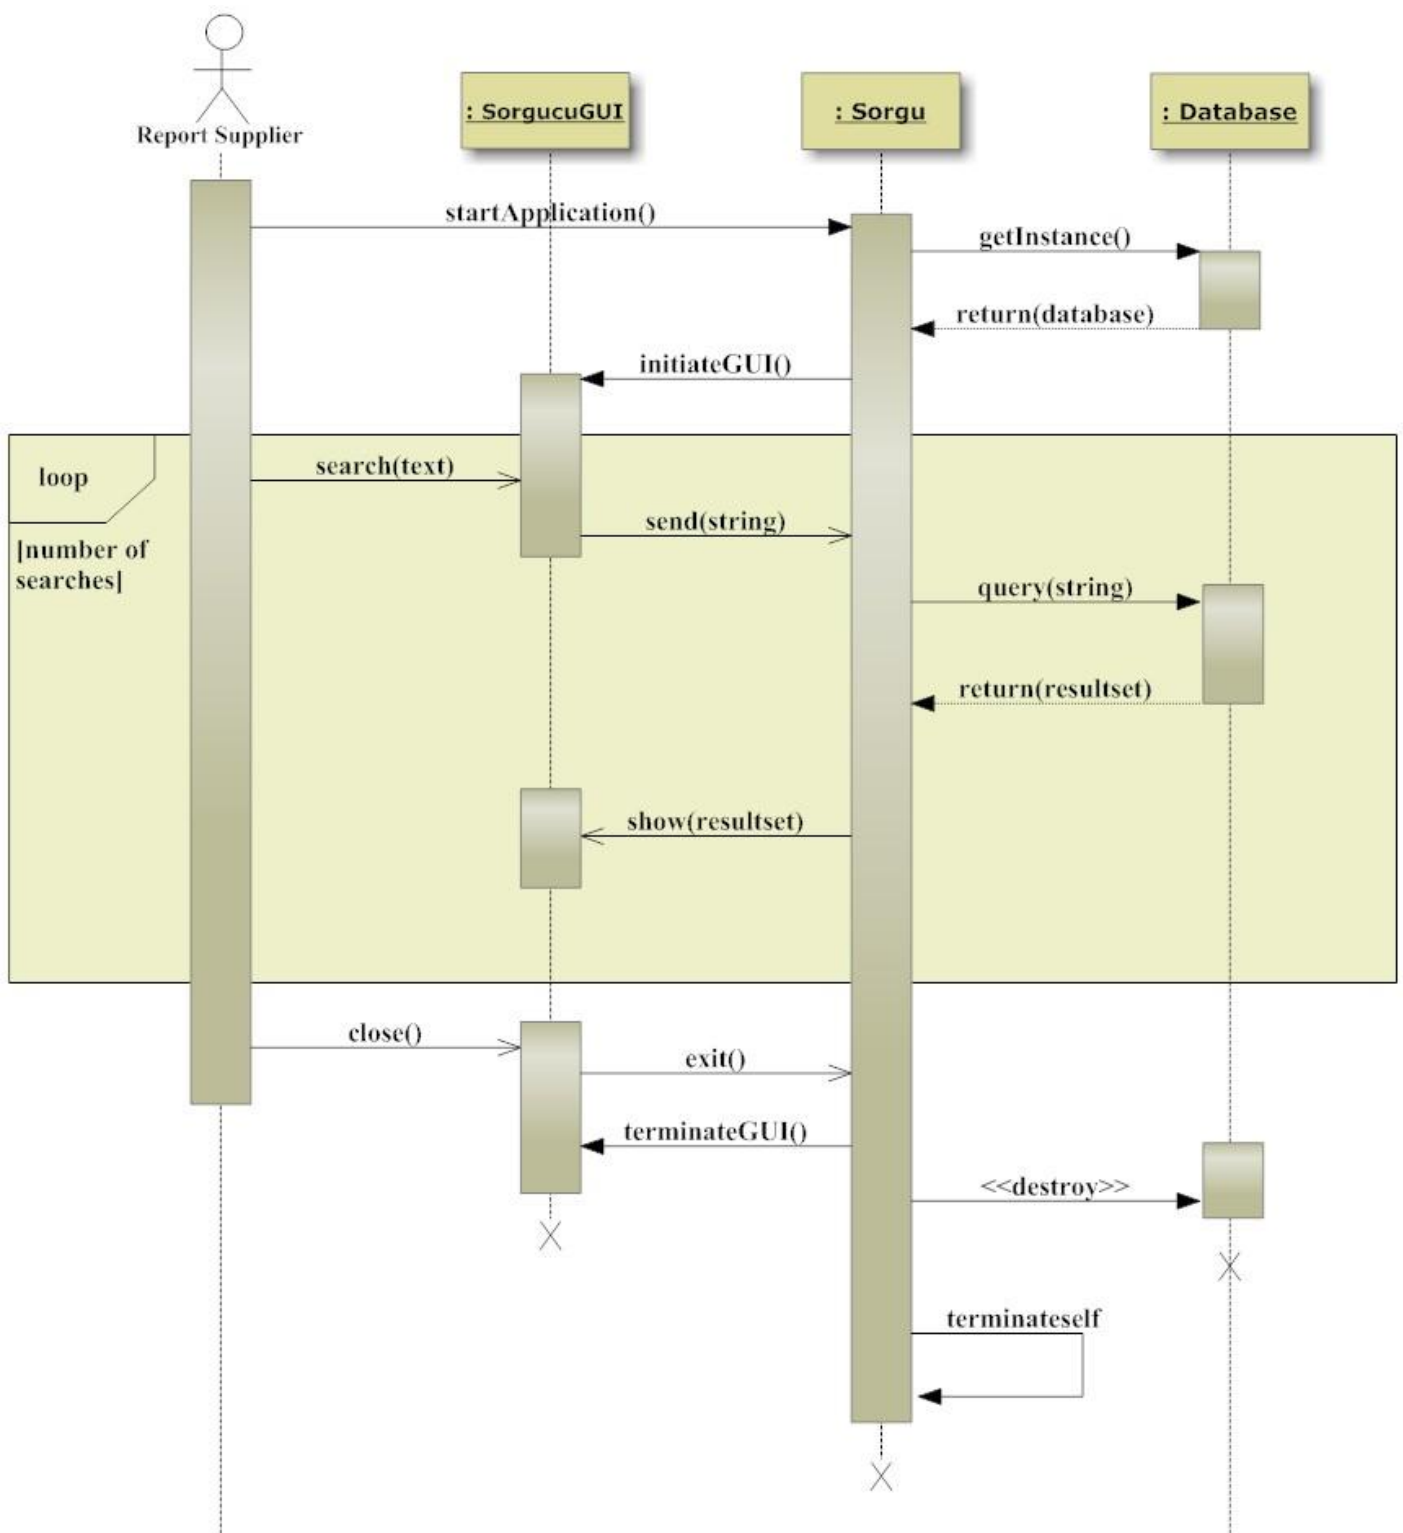 Report Supplier
: SorgucuGUI
: Sorgu
: Database
startApplication()
getInstance()
return(database)
initiateGUI()
loop
[number of
searches]
search(text)
send(string)
query(string)
return(resultset)
show(resultset)
close()
exit()
terminateGUI()
<<destroy>>
terminateself